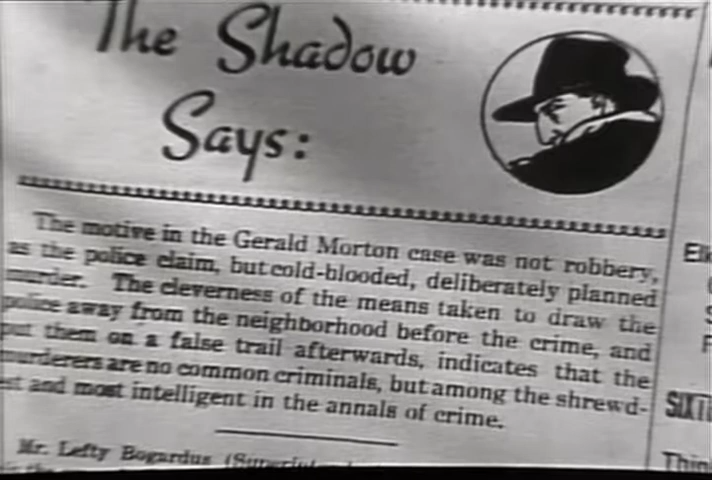 The Shadow
Says:
The motive in the Gerald Morton case was not robbery,
as the police claim, but cold-blooded, deliberately planned
murder. The cleverness of the means taken to draw the
police away from the neighborhood before the crime, and
put them on a false trail afterwards, indicates that the
murderers are no common criminals, but among the shrewd-
est and most intelligent in the annals of crime.
Mr. Lefty Bogardus